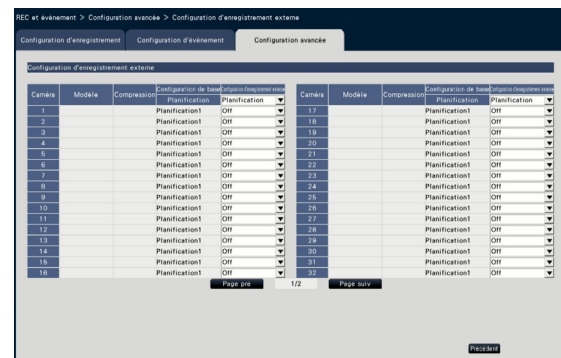 REC et événement > Configuration avancée > Configuration d'enregistrement externe
Configuration d'enregistrement Configuration d'événement Configuration avancée
Configuration d'enregistrement externe
Caméra Modèle Compression Configuration de base Configuration d'enregistrement externe Caméra Modèle Compression Configuration de base Configuration d'enregistrement externe
Planification Planification Planification Planification
1 Planification1 Off 17 Planification1 Off
2 Planification1 Off 18 Planification1 Off
3 Planification1 Off 19 Planification1 Off
4 Planification1 Off 20 Planification1 Off
5 Planification1 Off 21 Planification1 Off
6 Planification1 Off 22 Planification1 Off
7 Planification1 Off 23 Planification1 Off
8 Planification1 Off 24 Planification1 Off
9 Planification1 Off 25 Planification1 Off
10 Planification1 Off 26 Planification1 Off
11 Planification1 Off 27 Planification1 Off
12 Planification1 Off 28 Planification1 Off
13 Planification1 Off 29 Planification1 Off
14 Planification1 Off 30 Planification1 Off
15 Planification1 Off 31 Planification1 Off
16 Planification1 Off 32 Planification1 Off
Page pre 1/2 Page suiv
Précédent